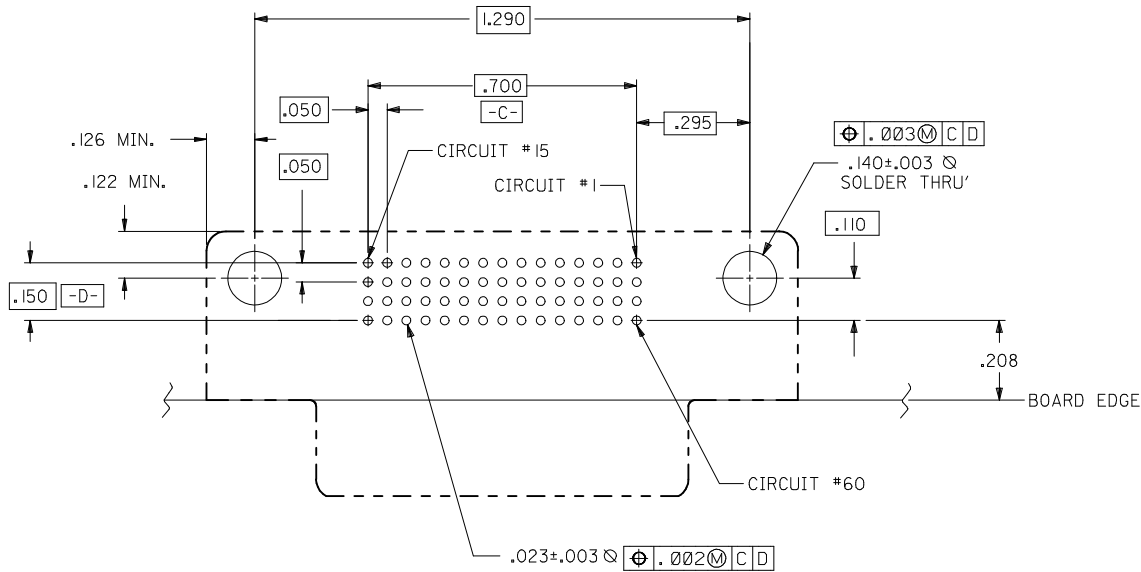 1.290
.700
-C-
.050
.295
.126 MIN.
⌖ .003Ⓜ C D
CIRCUIT #15
.140±.003 ∅
SOLDER THRU'
.050
.122 MIN.
CIRCUIT #1
.110
.150 -D-
.208
BOARD EDGE
CIRCUIT #60
.023±.003 ∅ ⌖ .002Ⓜ C D